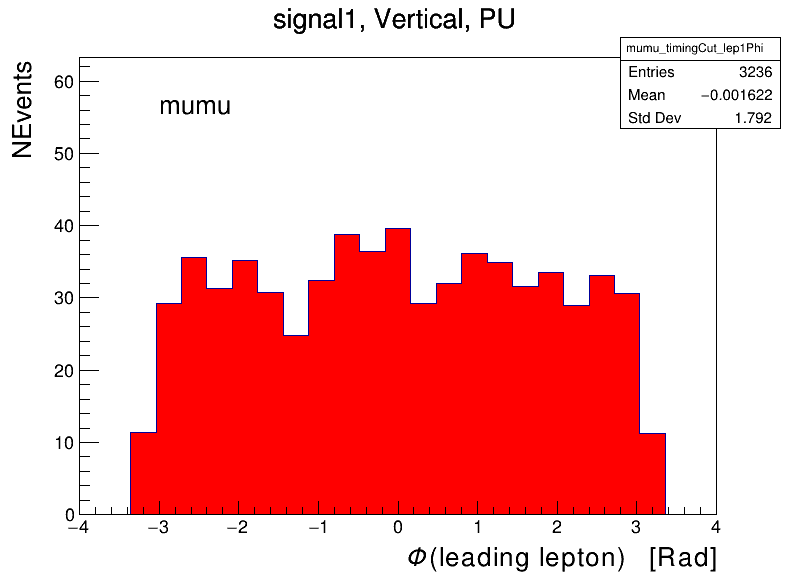 signal1, Vertical, PU
mumu_timingCut_lep1Phi
Entries 3236
Mean −0.001622
Std Dev 1.792
NEvents
mumu
60
50
40
30
20
10
0
−4 −3 −2 −1 0 1 2 3 4
Φ(leading lepton) [Rad]